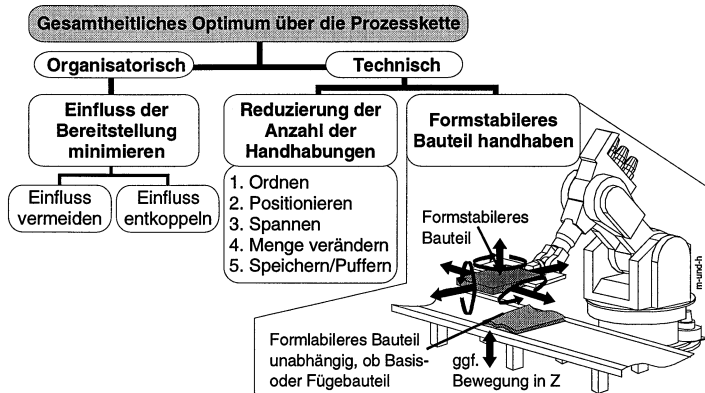 Gesamtheitliches Optimum über die Prozesskette
Organisatorisch
Technisch
Einfluss der
Bereitstellung
minimieren
Reduzierung der
Anzahl der
Handhabungen
Formstabileres
Bauteil handhaben
Einfluss
vermeiden
Einfluss
entkoppeln
1. Ordnen
2. Positionieren
3. Spannen
4. Menge verändern
5. Speichern/Puffern
Formstabileres
Bauteil
Formlabileres Bauteil
unabhängig, ob Basis-
oder Fügebauteil
ggf.
Bewegung in Z
m-und-h